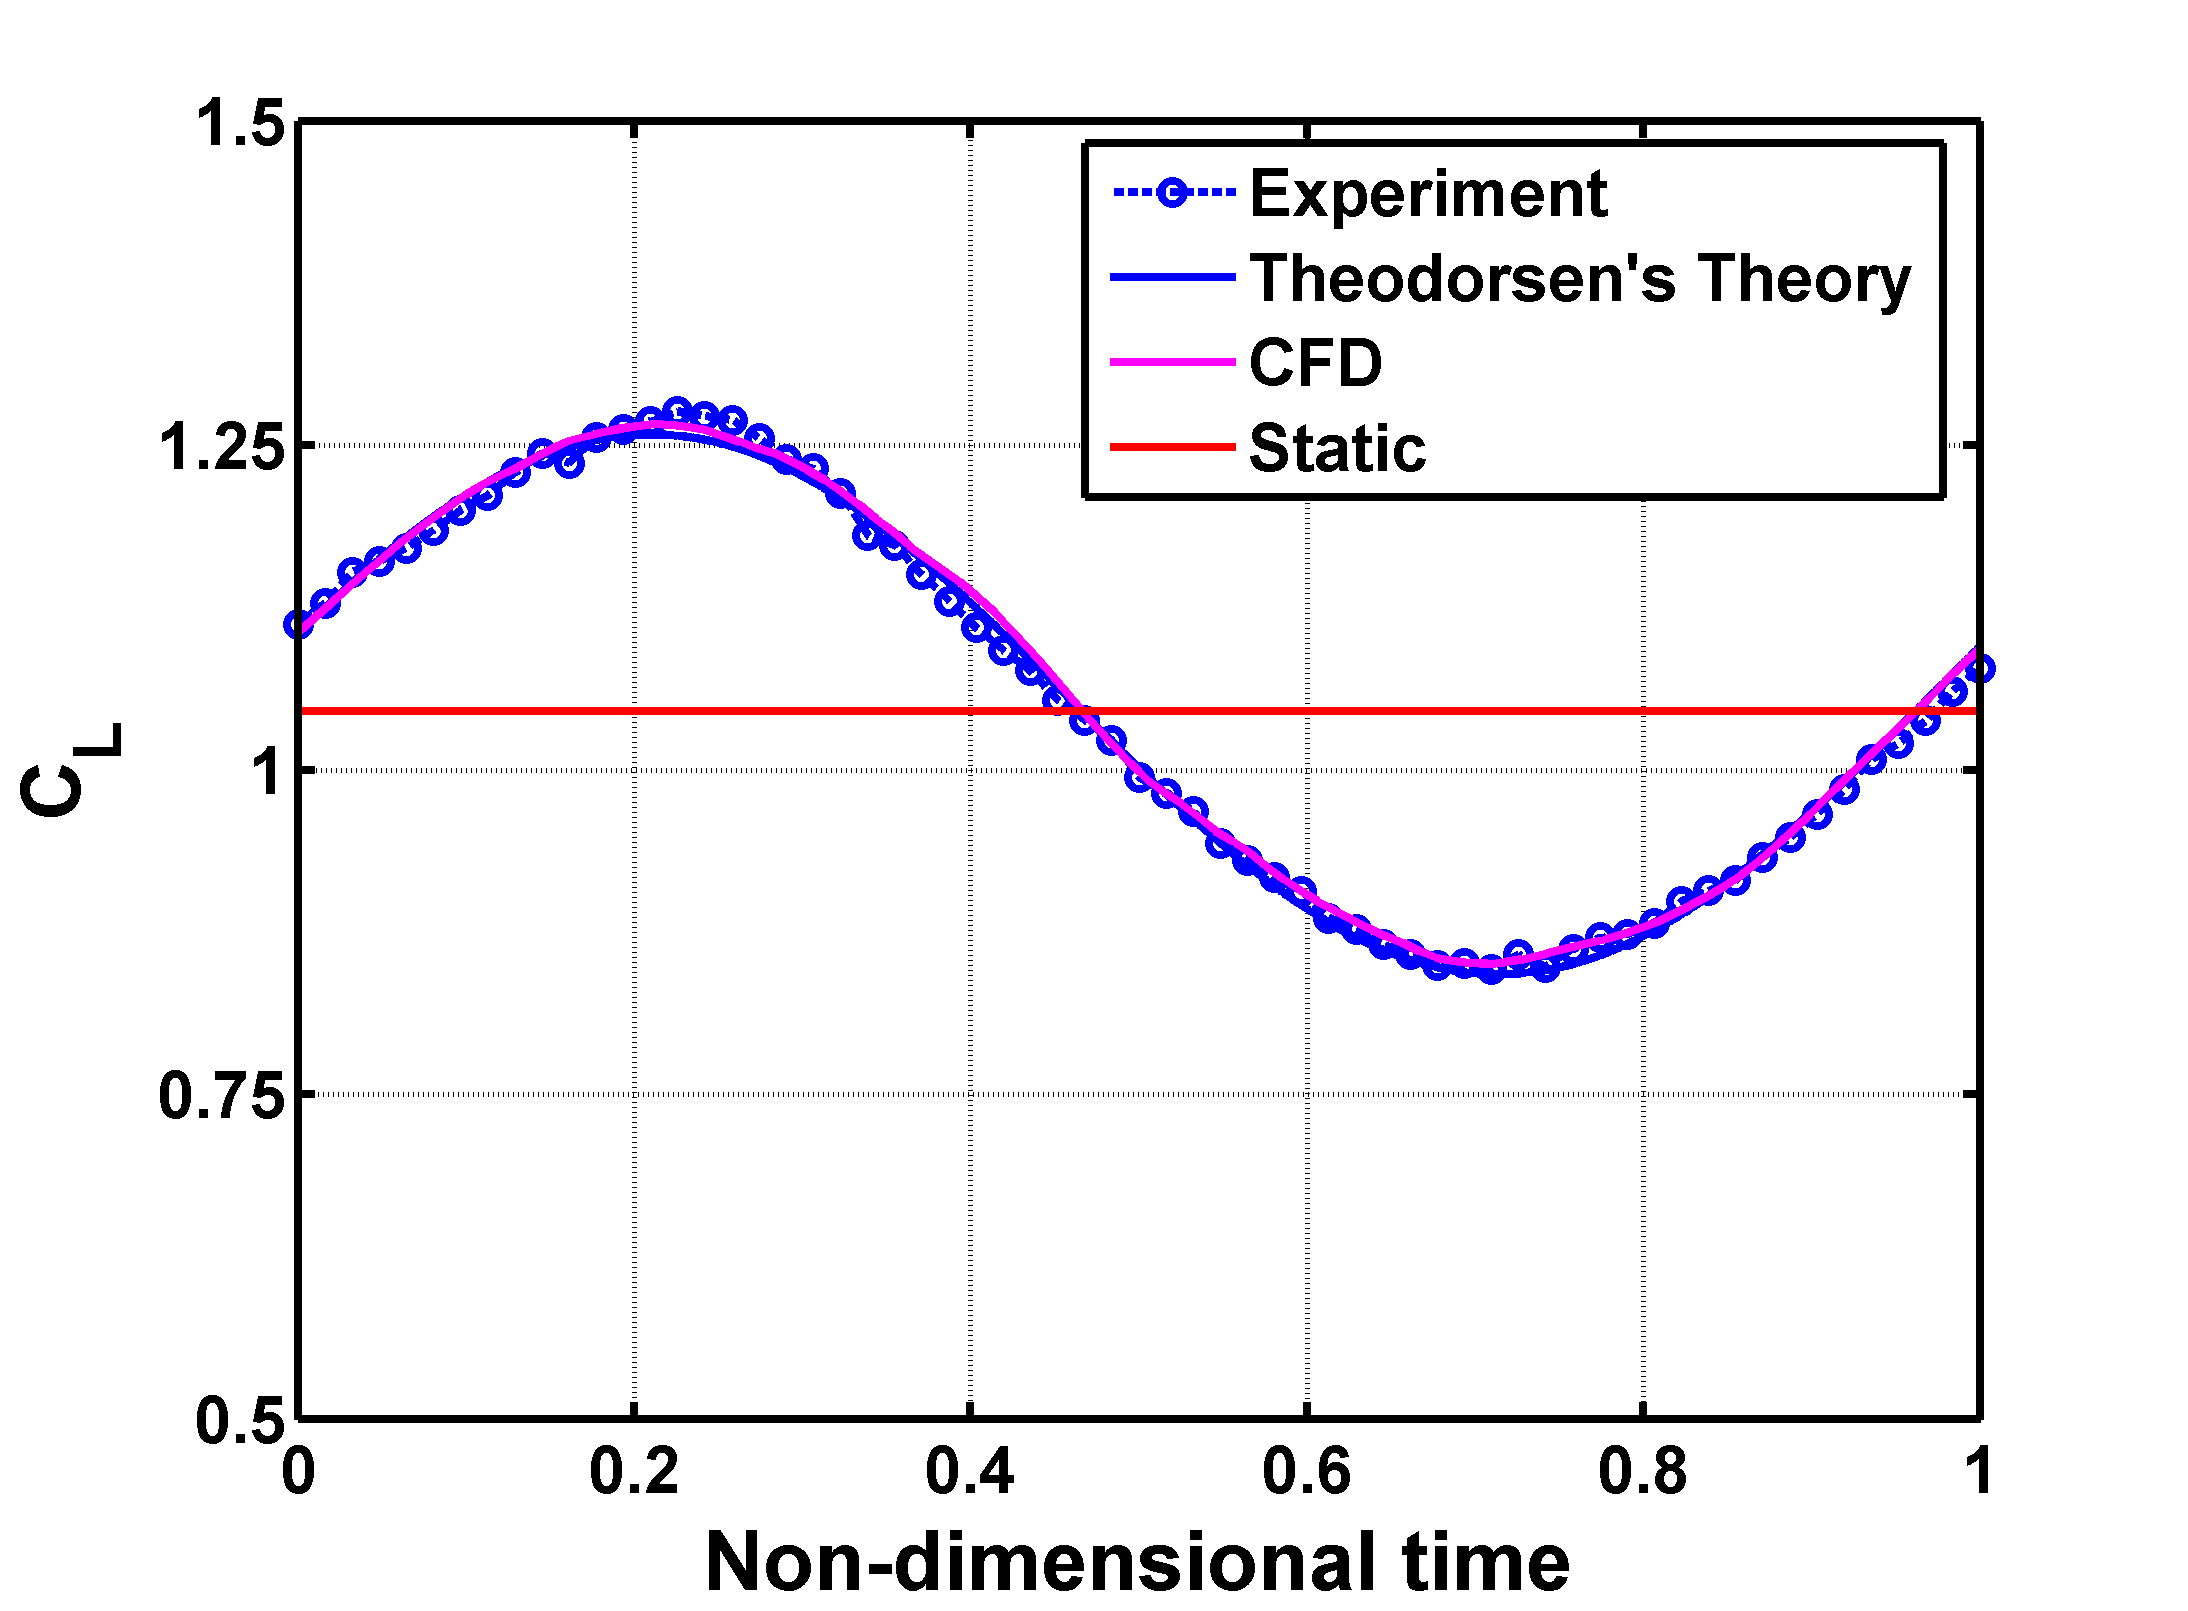 1.5
1.25
1
0.75
0.5
C_L
Experiment
Theodorsen's Theory
CFD
Static
0 0.2 0.4 0.6 0.8 1
Non-dimensional time